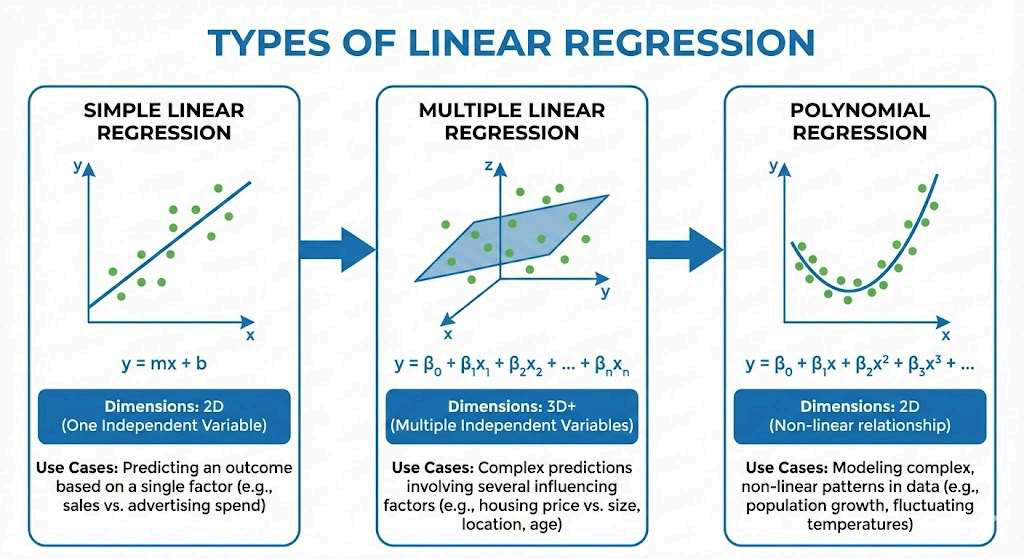 TYPES OF LINEAR REGRESSION
SIMPLE LINEAR
REGRESSION
y
x
y = mx + b
Dimensions: 2D
(One Independent Variable)
Use Cases: Predicting an outcome
based on a single factor (e.g.,
sales vs. advertising spend)
MULTIPLE LINEAR
REGRESSION
z
y
x
y = β₀ + β₁x₁ + β₂x₂ + ... + βₙxₙ
Dimensions: 3D+
(Multiple Independent Variables)
Use Cases: Complex predictions
involving several influencing
factors (e.g., housing price vs. size,
location, age)
POLYNOMIAL
REGRESSION
y
x
y = β₀ + β₁x + β₂x² + β₃x³ + ...
Dimensions: 2D
(Non-linear relationship)
Use Cases: Modeling complex,
non-linear patterns in data (e.g.,
population growth, fluctuating
temperatures)